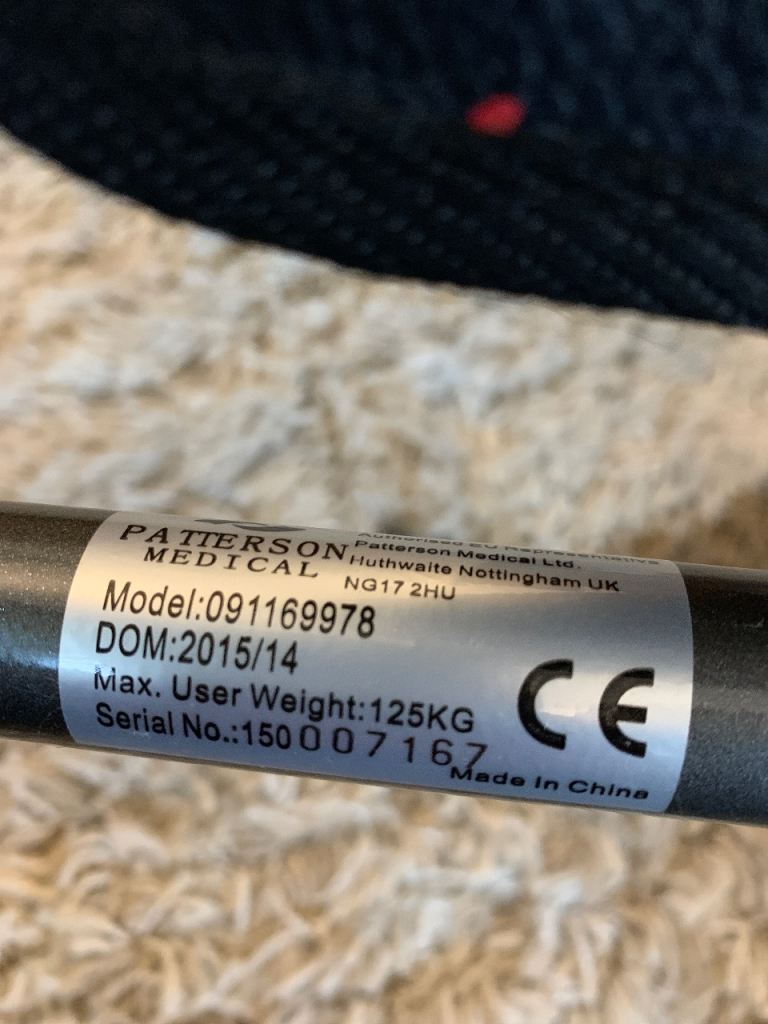 PATTERSON
MEDICAL
Authorised EU Representative
Patterson Medical Ltd.
Huthwaite Nottingham UK
NG17 2HU
Model:091169978
DOM:2015/14
Max. User Weight:125KG
Serial No.:150007167
CE
Made In China